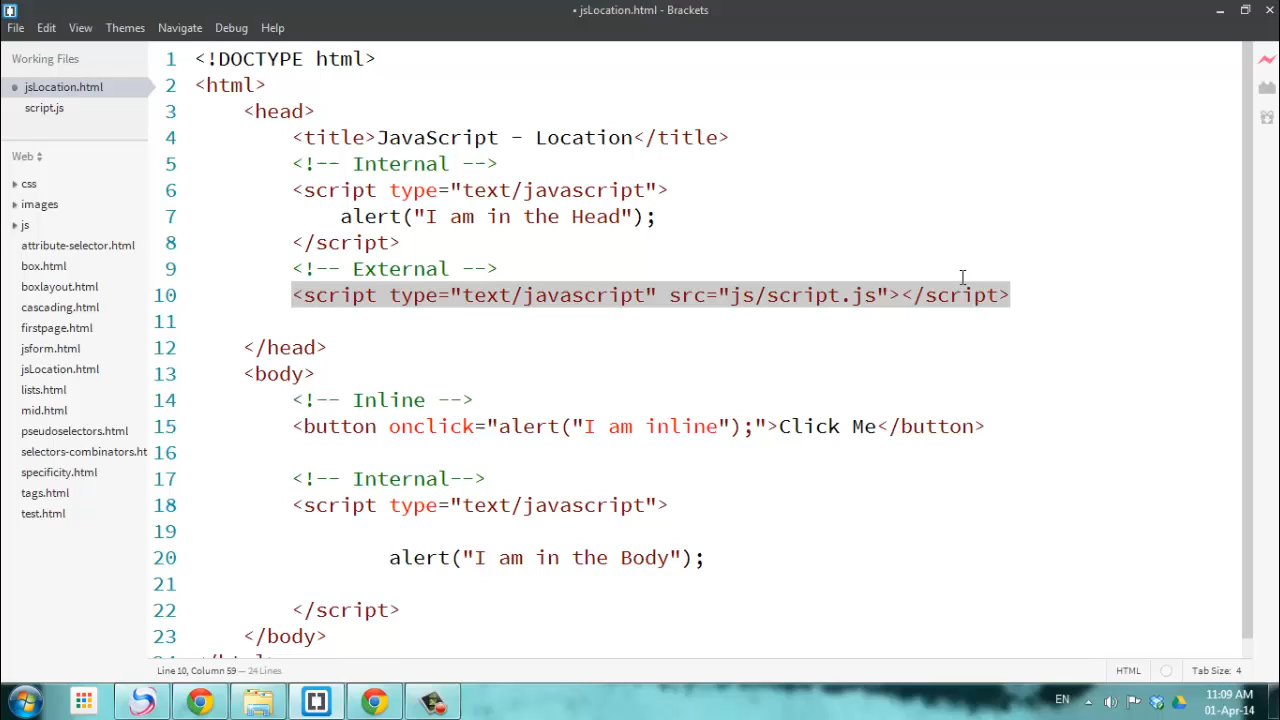 • jsLocation.html - Brackets
File Edit View Themes Navigate Debug Help
Working Files
jsLocation.html
script.js
Web
css
images
js
attribute-selector.html
box.html
boxlayout.html
cascading.html
firstpage.html
jsform.html
jsLocation.html
lists.html
mid.html
pseudoselectors.html
selectors-combinators.ht
specificity.html
tags.html
test.html
1 <!DOCTYPE html>
2 <html>
3 <head>
4 <title>JavaScript - Location</title>
5 <!-- Internal -->
6 <script type="text/javascript">
7 alert("I am in the Head");
8 </script>
9 <!-- External -->
10 <script type="text/javascript" src="js/script.js"></script>
11
12 </head>
13 <body>
14 <!-- Inline -->
15 <button onclick="alert("I am inline");">Click Me</button>
16
17 <!-- Internal-->
18 <script type="text/javascript">
19
20 alert("I am in the Body");
21
22 </script>
23 </body>
Line 10, Column 59 — 24 Lines
HTML
Tab Size: 4
EN
11:09 AM
01-Apr-14